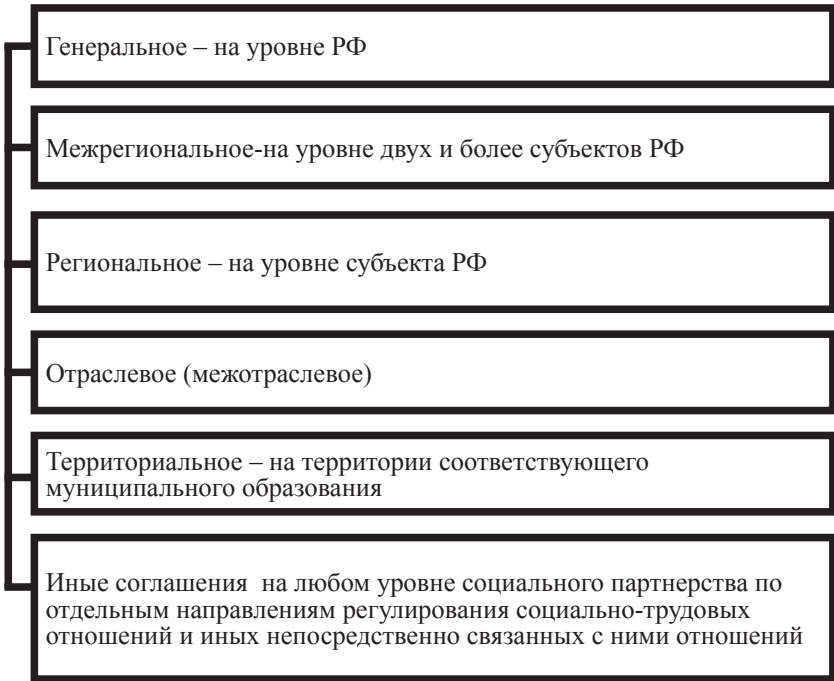 Генеральное – на уровне РФ
Межрегиональное-на уровне двух и более субъектов РФ
Региональное – на уровне субъекта РФ
Отраслевое (межотраслевое)
Территориальное – на территории соответствующего
муниципального образования
Иные соглашения на любом уровне социального партнерства по
отдельным направлениям регулирования социально-трудовых
отношений и иных непосредственно связанных с ними отношений